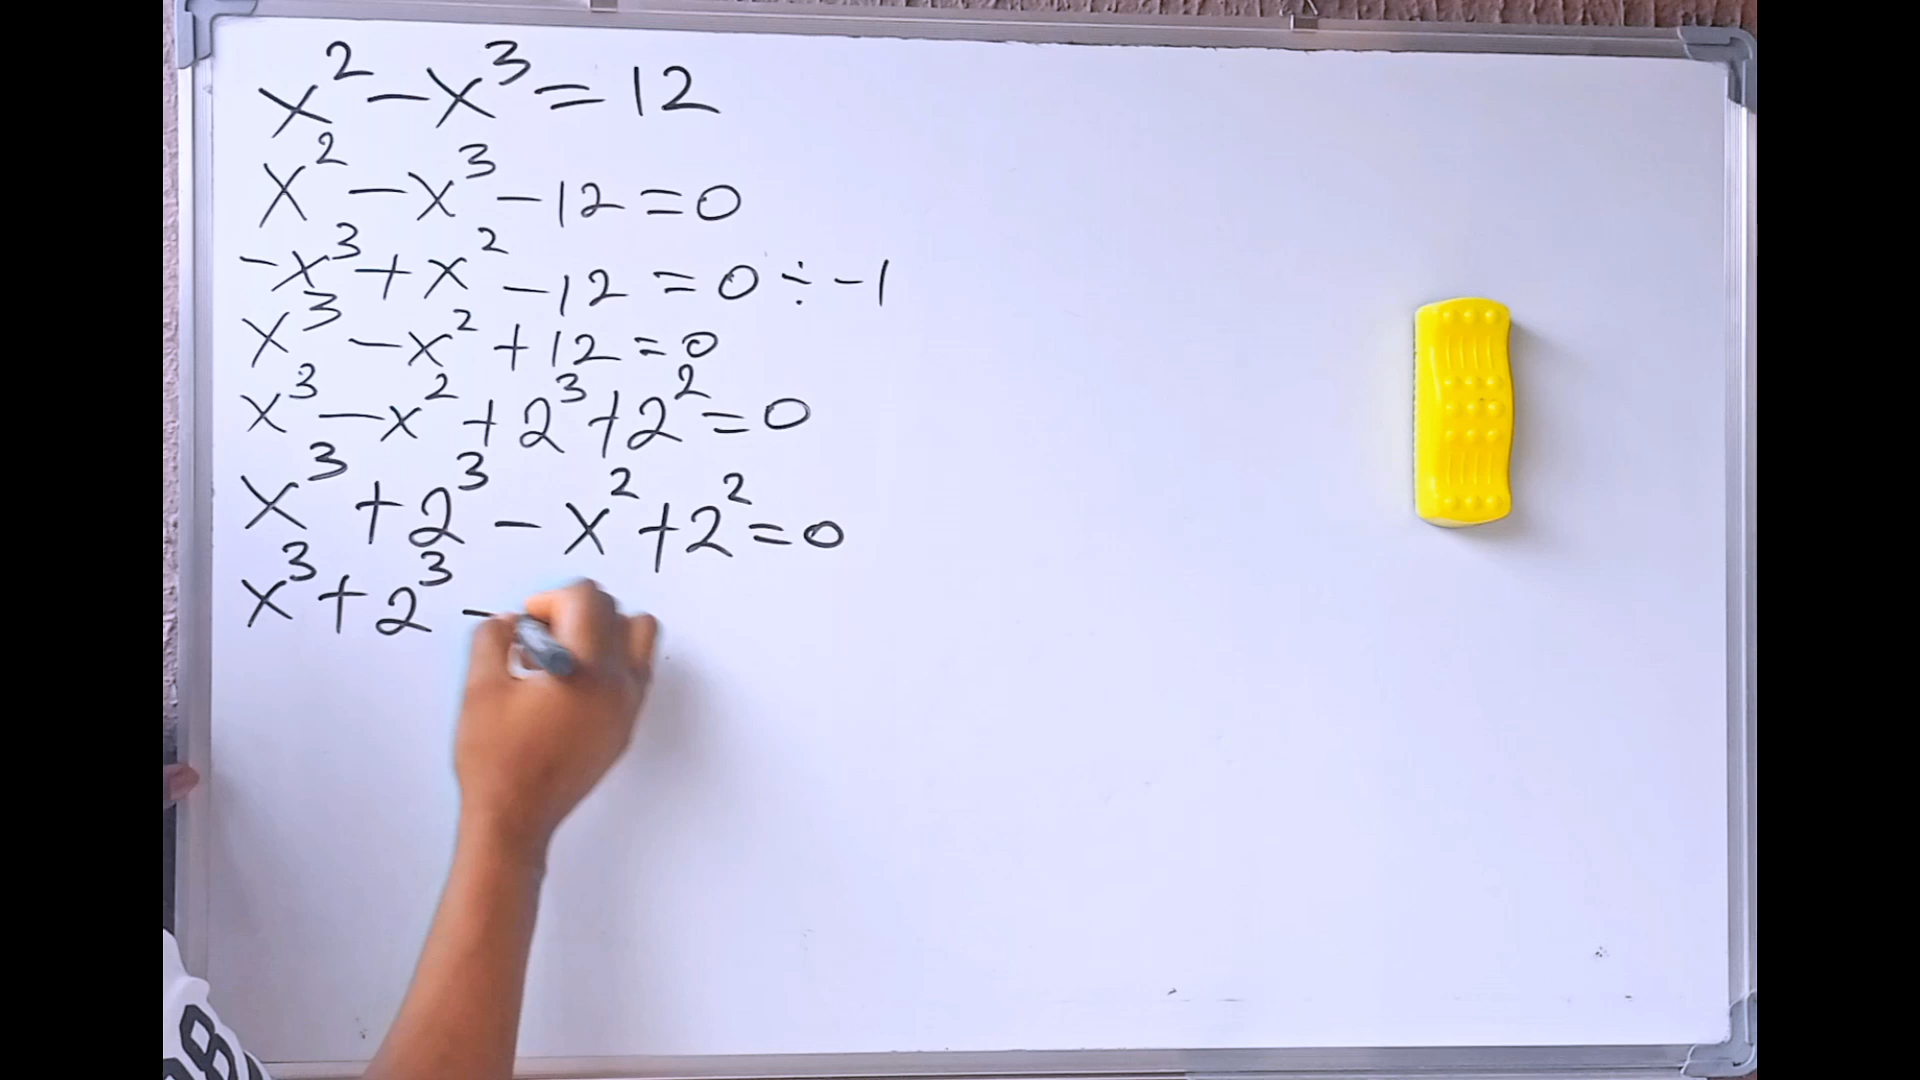 x² - x³ = 12
x² - x³ - 12 = 0
-x³ + x² - 12 = 0 ÷ -1
x³ - x² + 12 = 0
x³ - x² + 2³ + 2² = 0
x³ + 2³ - x² + 2² = 0
x³ + 2³ -